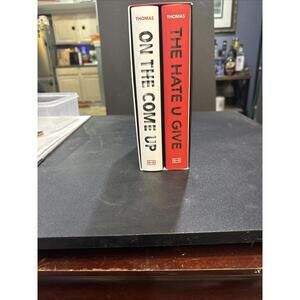 THOMAS
ON THE COME UP
THOMAS
THE HATE U GIVE